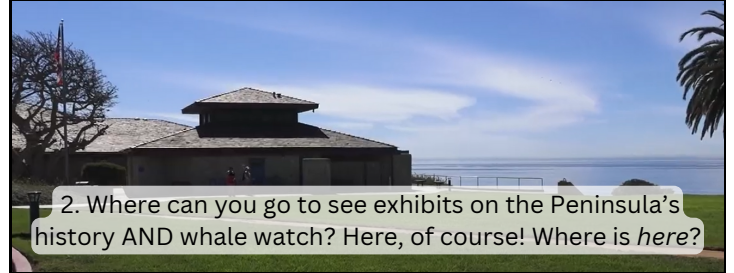 2. Where can you go to see exhibits on the Peninsula’s
history AND whale watch? Here, of course! Where is here?